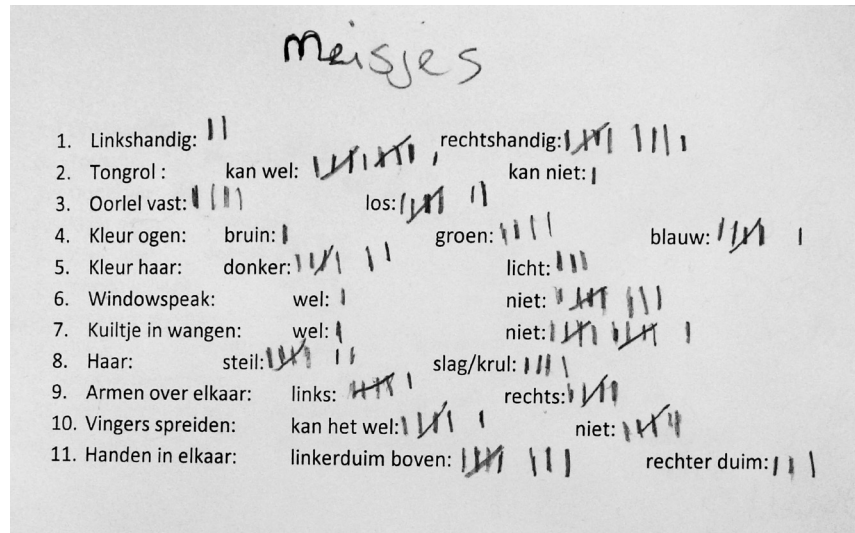 Meisjes
1. Linkshandig: || rechtshandig: |||| ||||
2. Tongrol : kan wel: |||| |||| | kan niet: |
3. Oorlel vast: |||| los: |||| ||
4. Kleur ogen: bruin: | groen: |||| blauw: |||| |
5. Kleur haar: donker: |||| || licht: |||
6. Windowspeak: wel: | niet: |||| |||
7. Kuiltje in wangen: wel: | niet: |||| |||| |
8. Haar: steil: |||| || slag/krul: ||||
9. Armen over elkaar: links: |||| | rechts: ||||
10. Vingers spreiden: kan het wel: |||| | niet: ||||
11. Handen in elkaar: linkerduim boven: |||| ||| rechter duim: |||